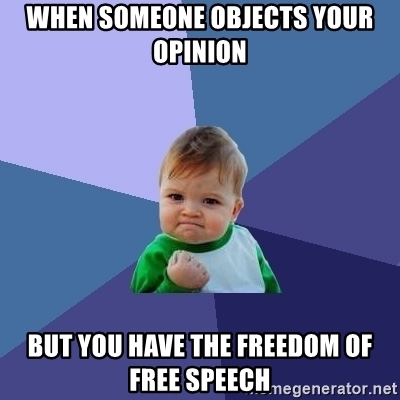 WHEN SOMEONE OBJECTS YOUR
OPINION
BUT YOU HAVE THE FREEDOM OF
FREE SPEECH
memegenerator.net